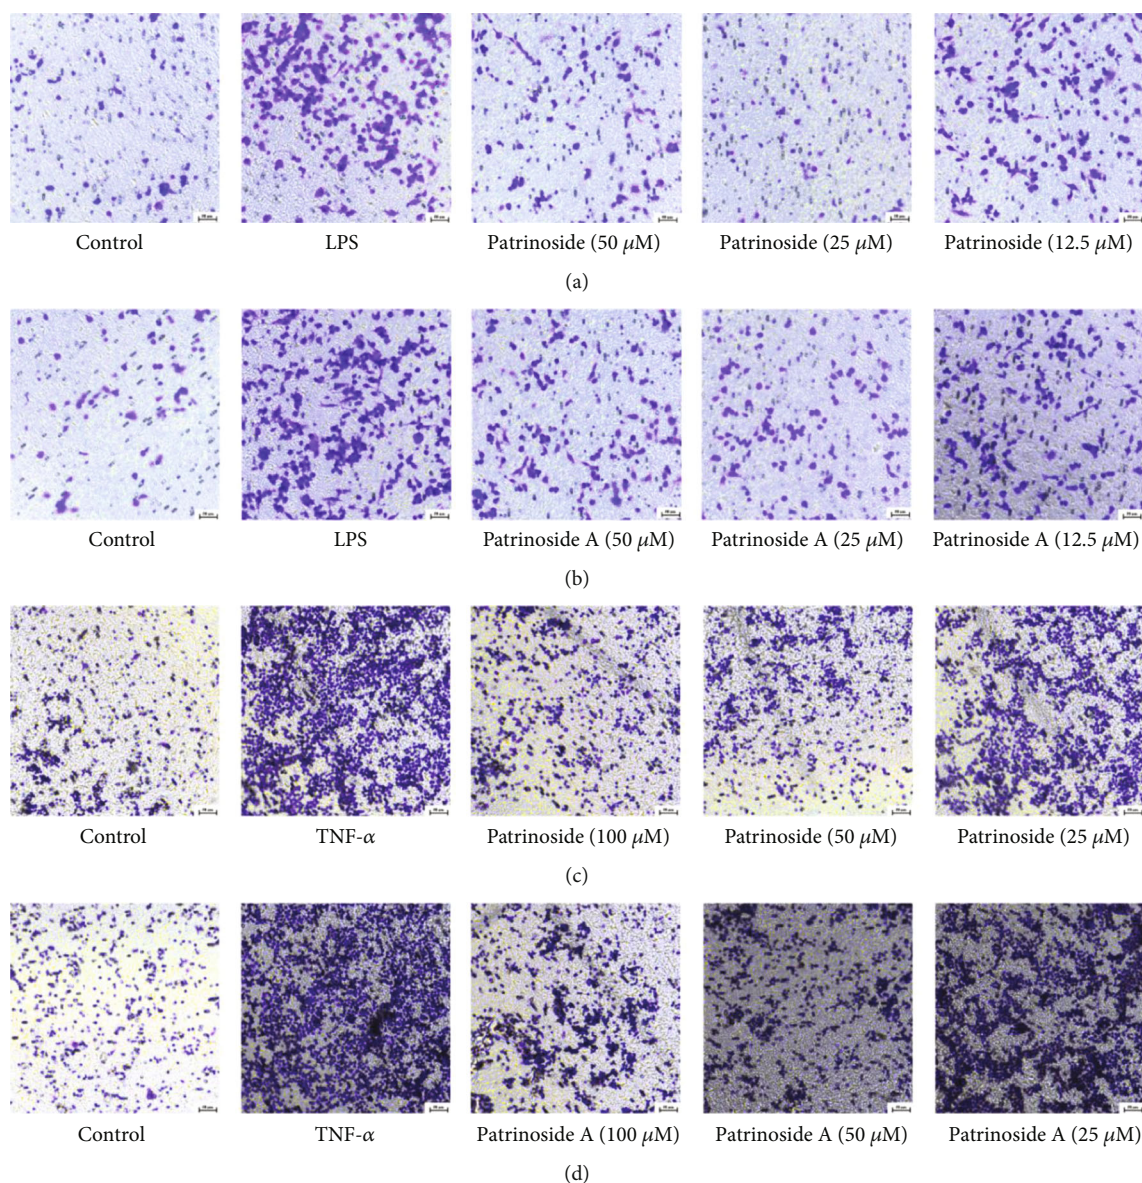 Control LPS Patrinoside (50 μM) Patrinoside (25 μM) Patrinoside (12.5 μM)
(a)
Control LPS Patrinoside A (50 μM) Patrinoside A (25 μM) Patrinoside A (12.5 μM)
(b)
Control TNF-α Patrinoside (100 μM) Patrinoside (50 μM) Patrinoside (25 μM)
(c)
Control TNF-α Patrinoside A (100 μM) Patrinoside A (50 μM) Patrinoside A (25 μM)
(d)